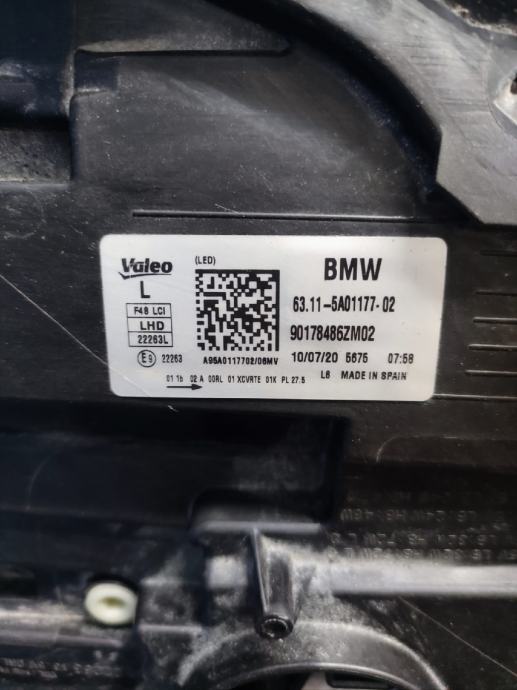 Valeo
(LED)
BMW
L
63.11-5A01177-02
F48 LCI
LHD
22263L
90178486ZM02
E9 22263
A95A0117702/06MV
10/07/20 5675 07:58
L6 MADE IN SPAIN
01 1b 02 A 00RL 01 XCVRTE 01K PL 27.5